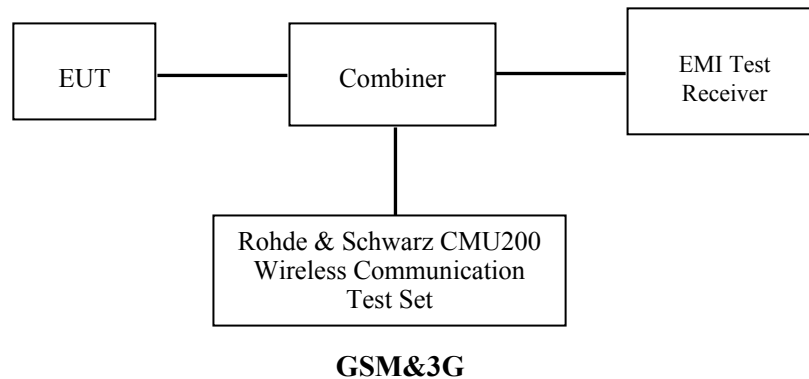 EUT
Combiner
EMI Test
Receiver
Rohde & Schwarz CMU200
Wireless Communication
Test Set
GSM&3G